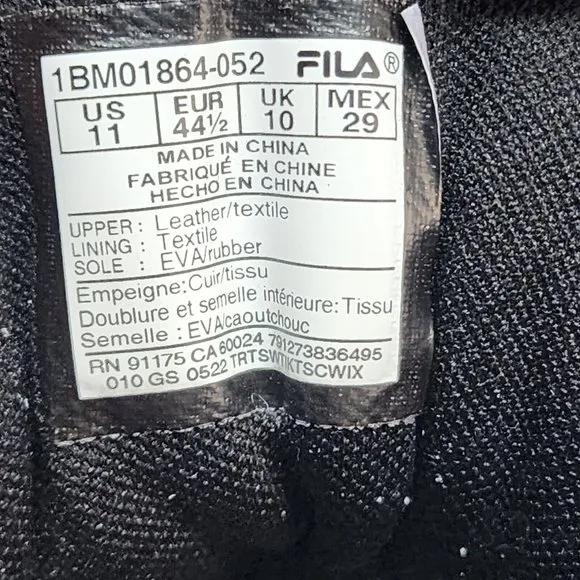 1BM01864-052 FILA®
US EUR UK MEX
11 44½ 10 29
MADE IN CHINA
FABRIQUÉ EN CHINE
HECHO EN CHINA
UPPER : Leather/textile
LINING : Textile
SOLE : EVA/rubber
Empeigne:Cuir/tissu
Doublure et semelle intérieure:Tissu
Semelle : EVA/caoutchouc
RN 91175 CA 60024 791273836495
010 GS 0522 TRTSWTIKTSCWIX